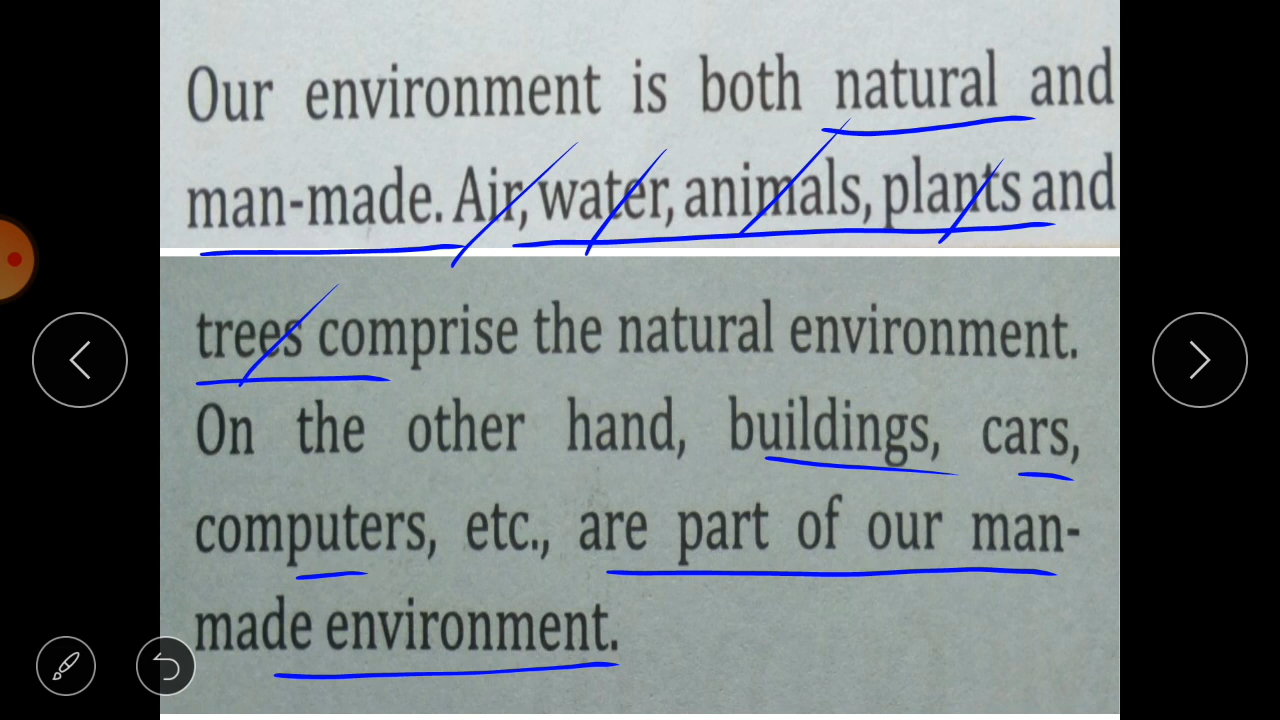 Our environment is both natural and
man-made. Air, water, animals, plants and
trees comprise the natural environment.
On the other hand, buildings, cars,
computers, etc., are part of our man-
made environment.